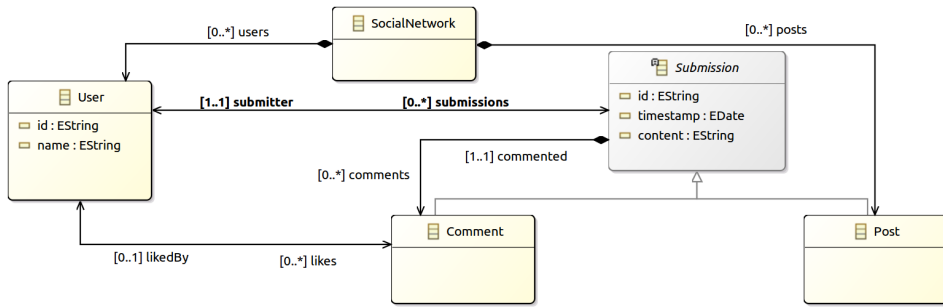 SocialNetwork
[0..*] users
[0..*] posts
Submission
id : EString
timestamp : EDate
content : EString
User
id : EString
name : EString
[1..1] submitter
[0..*] submissions
[1..1] commented
[0..*] comments
Comment
Post
[0..1] likedBy
[0..*] likes